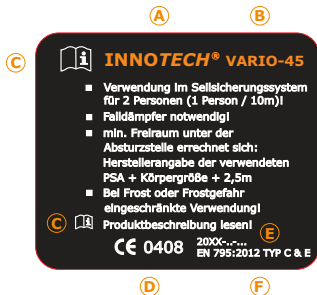 A B
C INNOTECH® VARIO-45
■ Verwendung im Seilsicherungssystem
für 2 Personen (1 Person / 10m)!
■ Falldämpfer notwendig!
■ min. Freiraum unter der
Absturzstelle errechnet sich:
Herstellerangabe der verwendeten
PSA + Körpergröße + 2,5m
■ Bei Frost oder Frostgefahr
eingeschränkte Verwendung!
C Produktbeschreibung lesen! E
CE 0408 20XX-..-...
EN 795:2012 TYP C & E
D F